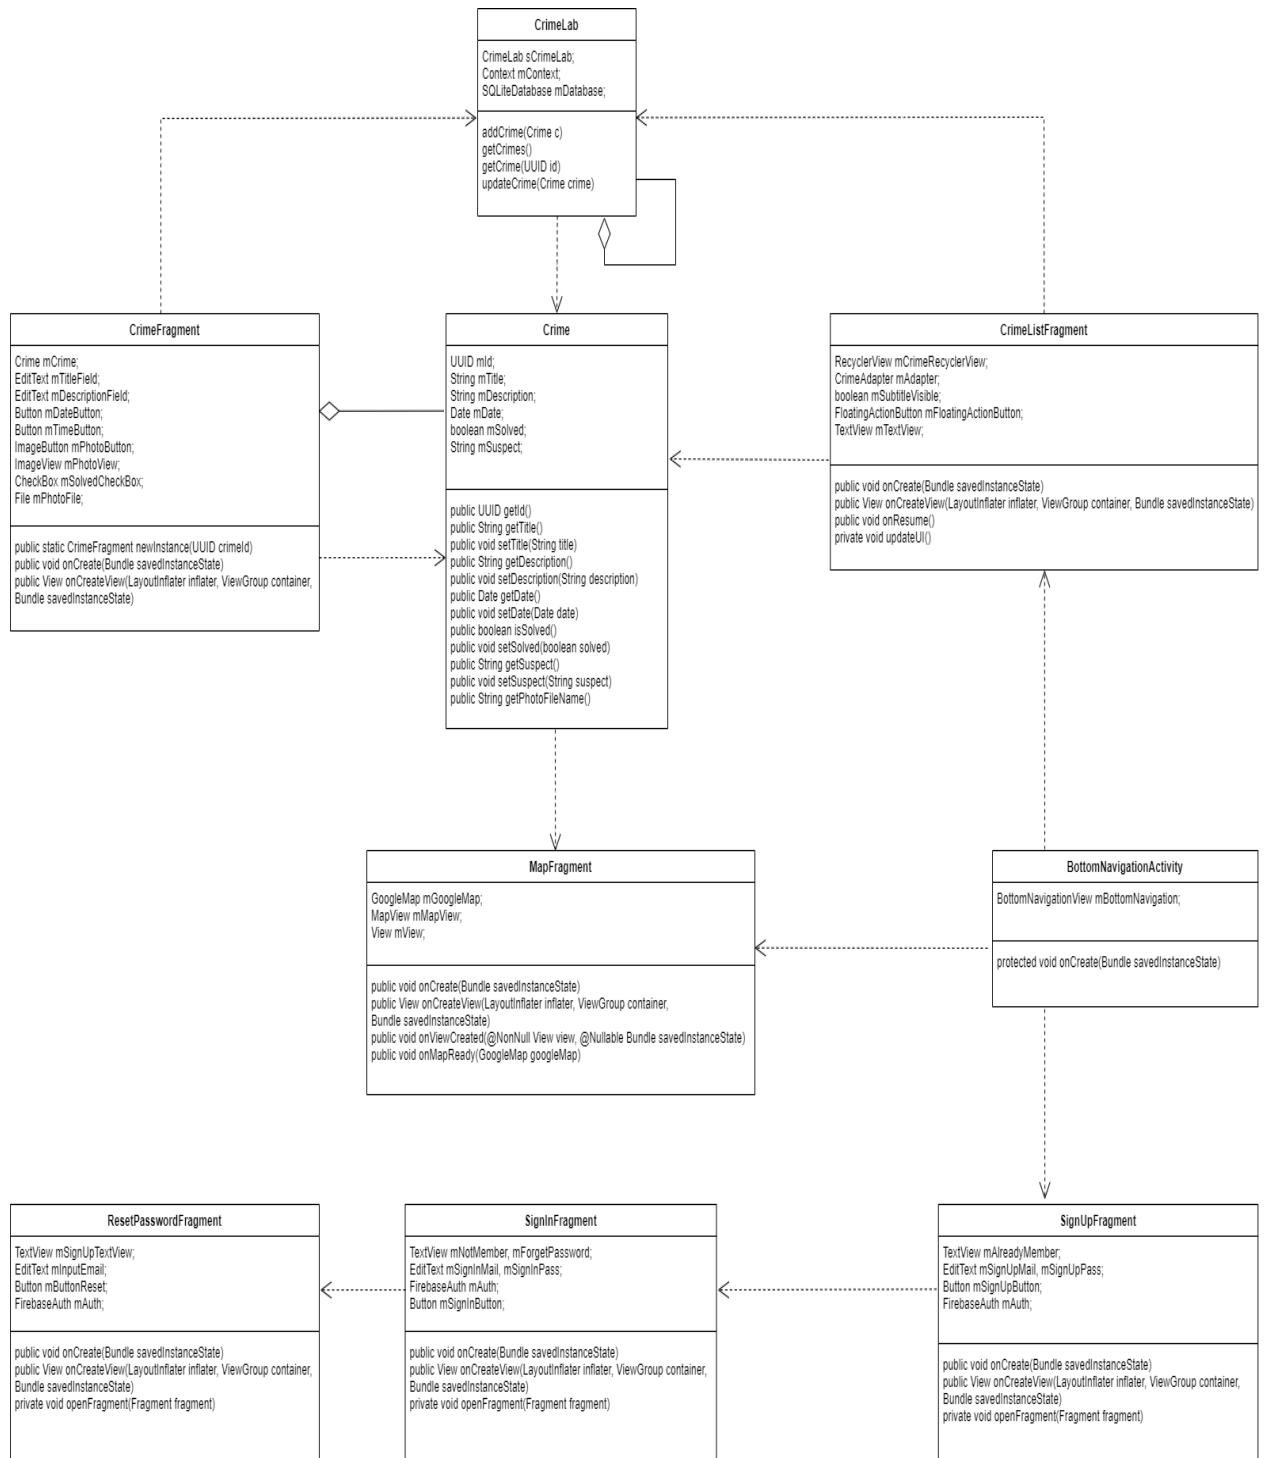 CrimeLab
CrimeLab sCrimeLab;
Context mContext;
SQLiteDatabase mDatabase;
addCrime(Crime c)
getCrimes()
getCrime(UUID id)
updateCrime(Crime crime)
CrimeFragment
Crime mCrime;
EditText mTitleField;
EditText mDescriptionField;
Button mDateButton;
Button mTimeButton;
ImageButton mPhotoButton;
ImageView mPhotoView;
CheckBox mSolvedCheckBox;
File mPhotoFile;
public static CrimeFragment newInstance(UUID crimeId)
public void onCreate(Bundle savedInstanceState)
public View onCreateView(LayoutInflater inflater, ViewGroup container,
Bundle savedInstanceState)
Crime
UUID mId;
String mTitle;
String mDescription;
Date mDate;
boolean mSolved;
String mSuspect;
public UUID getId()
public String getTitle()
public void setTitle(String title)
public String getDescription()
public void setDescription(String description)
public Date getDate()
public void setDate(Date date)
public boolean isSolved()
public void setSolved(boolean solved)
public String getSuspect()
public void setSuspect(String suspect)
public String getPhotoFileName()
CrimeListFragment
RecyclerView mCrimeRecyclerView;
CrimeAdapter mAdapter;
boolean mSubtitleVisible;
FloatingActionButton mFloatingActionButton;
TextView mTextView;
public void onCreate(Bundle savedInstanceState)
public View onCreateView(LayoutInflater inflater, ViewGroup container, Bundle savedInstanceState)
public void onResume()
private void updateUI()
MapFragment
GoogleMap mGoogleMap;
MapView mMapView;
View mView;
public void onCreate(Bundle savedInstanceState)
public View onCreateView(LayoutInflater inflater, ViewGroup container,
Bundle savedInstanceState)
public void onViewCreated(@NonNull View view, @Nullable Bundle savedInstanceState)
public void onMapReady(GoogleMap googleMap)
BottomNavigationActivity
BottomNavigationView mBottomNavigation;
protected void onCreate(Bundle savedInstanceState)
ResetPasswordFragment
TextView mSignUpTextView;
EditText mInputEmail;
Button mButtonReset;
FirebaseAuth mAuth;
public void onCreate(Bundle savedInstanceState)
public View onCreateView(LayoutInflater inflater, ViewGroup container,
Bundle savedInstanceState)
private void openFragment(Fragment fragment)
SignInFragment
TextView mNotMember, mForgetPassword;
EditText mSignInMail, mSignInPass;
FirebaseAuth mAuth;
Button mSignInButton;
public void onCreate(Bundle savedInstanceState)
public View onCreateView(LayoutInflater inflater, ViewGroup container,
Bundle savedInstanceState)
private void openFragment(Fragment fragment)
SignUpFragment
TextView mAlreadyMember;
EditText mSignUpMail, mSignUpPass;
Button mSignUpButton;
FirebaseAuth mAuth;
public void onCreate(Bundle savedInstanceState)
public View onCreateView(LayoutInflater inflater, ViewGroup container,
Bundle savedInstanceState)
private void openFragment(Fragment fragment)